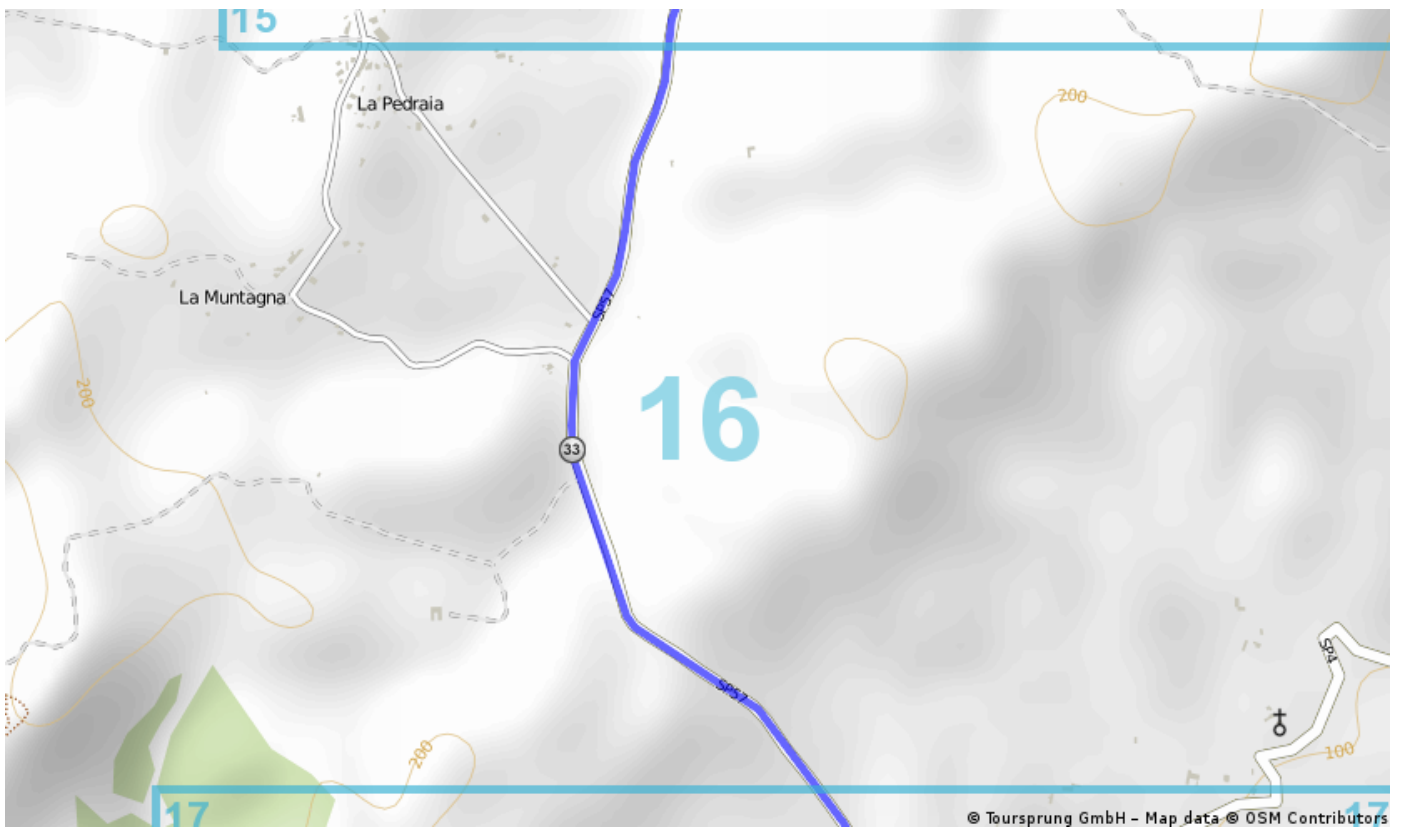 15
La Pedraia
200
La Muntagna
SP57
200
16
33
SP4
SP57
200
100
17
17
© Toursprung GmbH – Map data © OSM Contributors